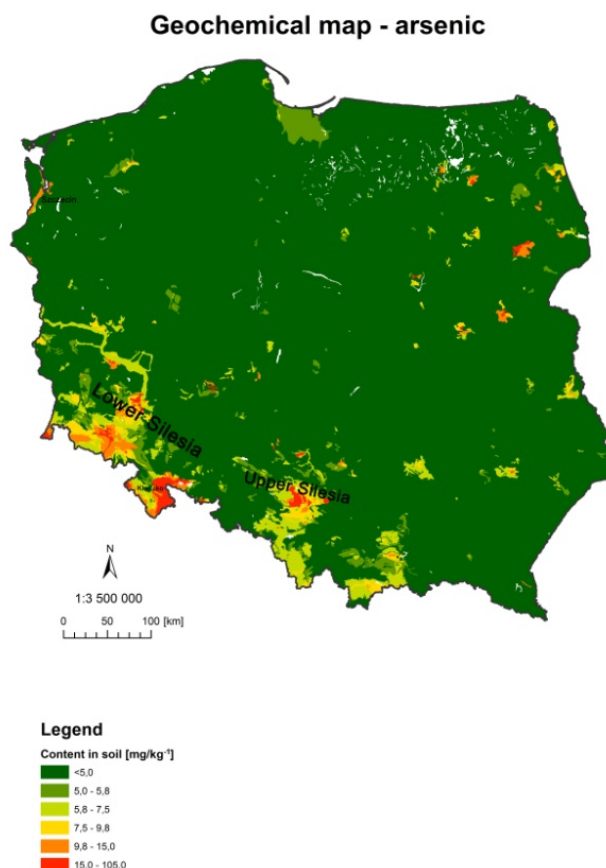 Geochemical map - arsenic
Szczecin
Lower Silesia
Upper Silesia
N
1:3 500 000
0 50 100 [km]
Legend
Content in soil [mg/kg⁻¹]
<5,0
5,0 - 5,8
5,8 - 7,5
7,5 - 9,8
9,8 - 15,0
15,0 - 105,0